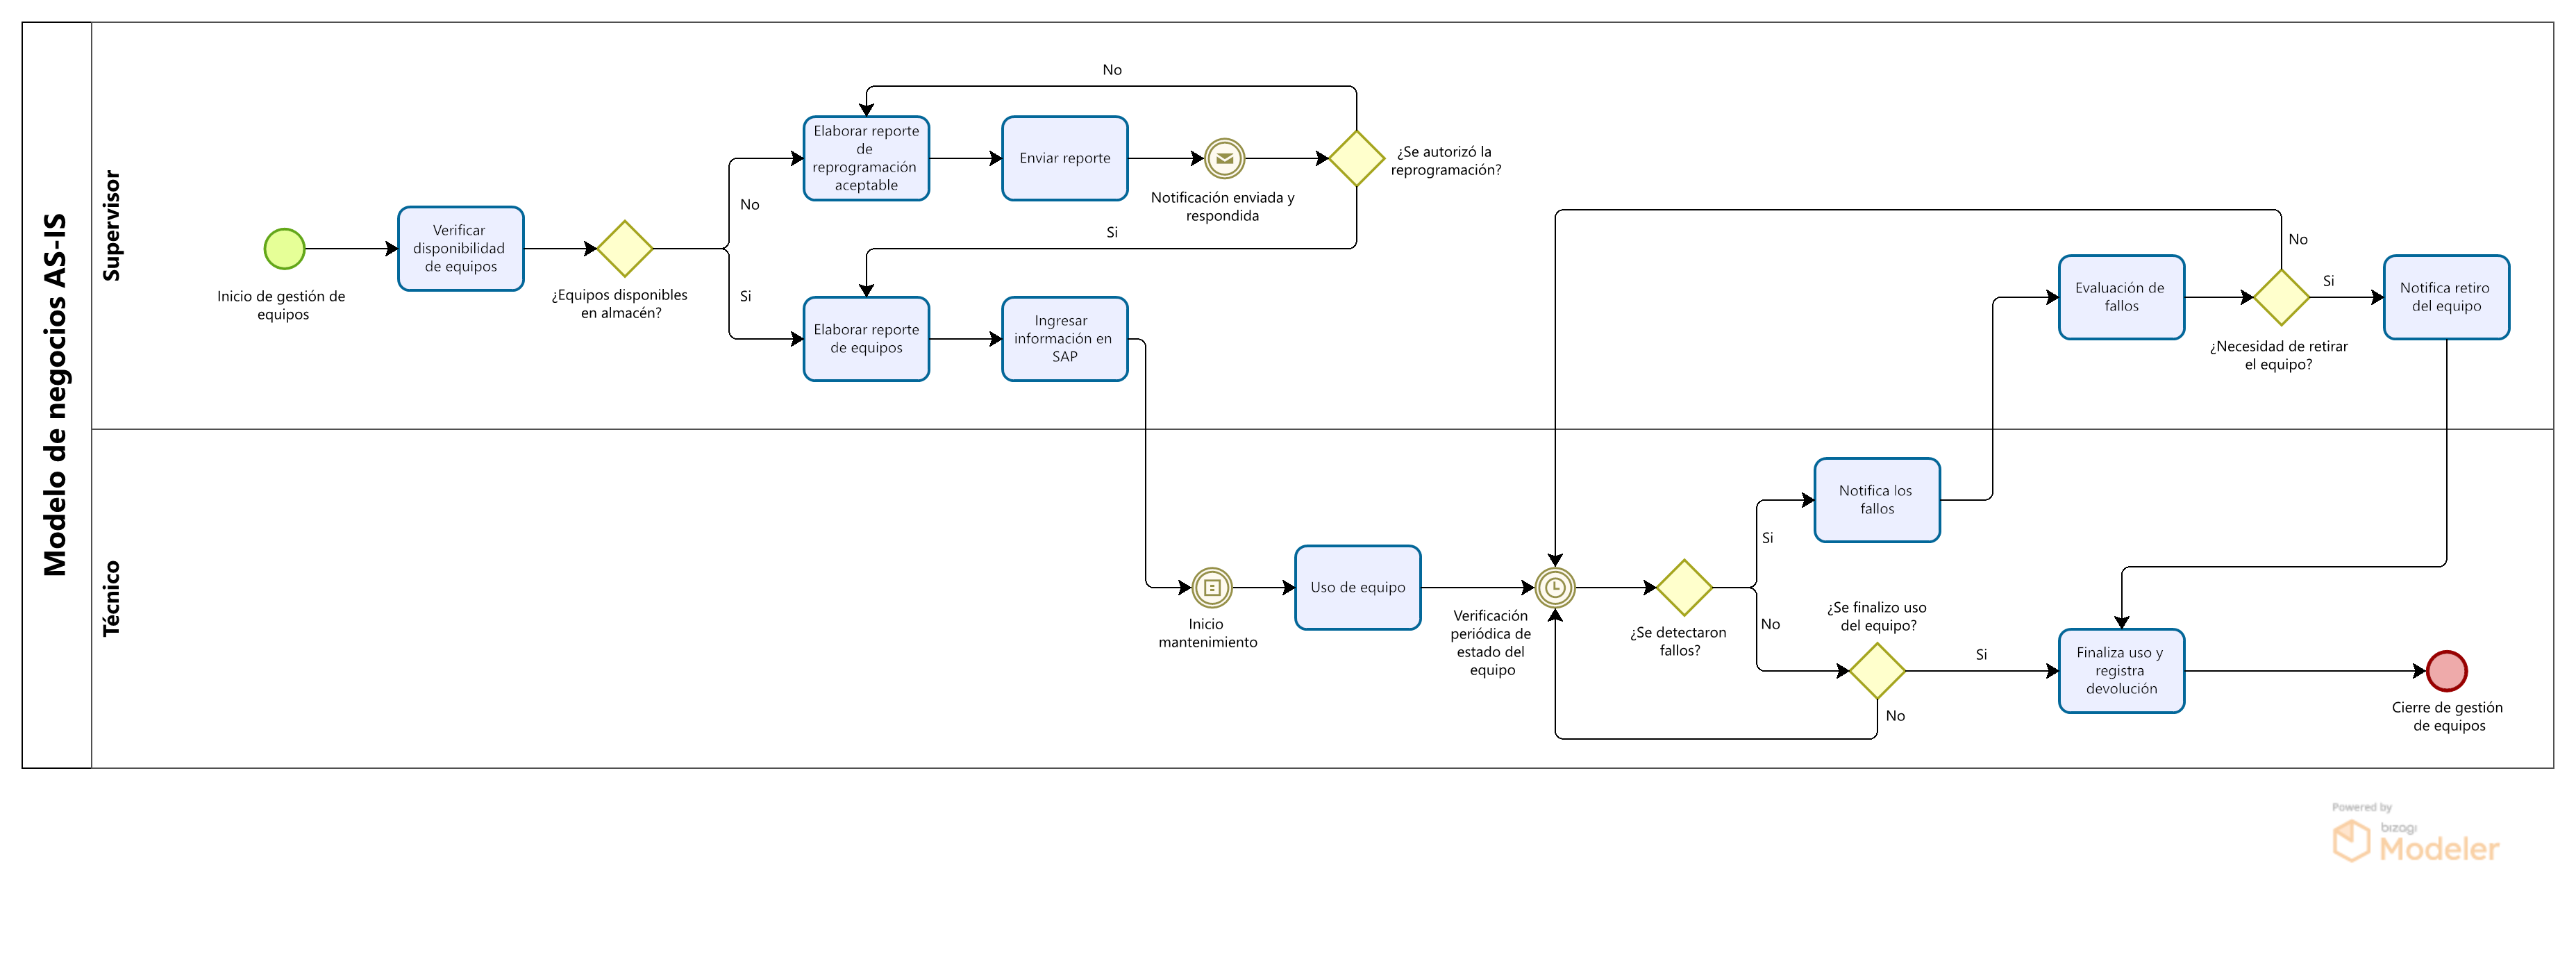 Modelo de negocios AS-IS
Supervisor
Inicio de gestión de
equipos
Verificar
disponibilidad
de equipos
¿Equipos disponibles
en almacén?
No
Si
Elaborar reporte
de
reprogramación
aceptable
Enviar reporte
Notificación enviada y
respondida
No
¿Se autorizó la
reprogramación?
Si
Elaborar reporte
de equipos
Ingresar
información en
SAP
Evaluación de
fallos
No
Si
¿Necesidad de retirar
el equipo?
Notifica retiro
del equipo
Técnico
Inicio
mantenimiento
Uso de equipo
Verificación
periódica de
estado del
equipo
¿Se detectaron
fallos?
Si
No
Notifica los
fallos
¿Se finalizo uso
del equipo?
Si
No
Finaliza uso y
registra
devolución
Cierre de gestión
de equipos
Powered by
bizagi
Modeler